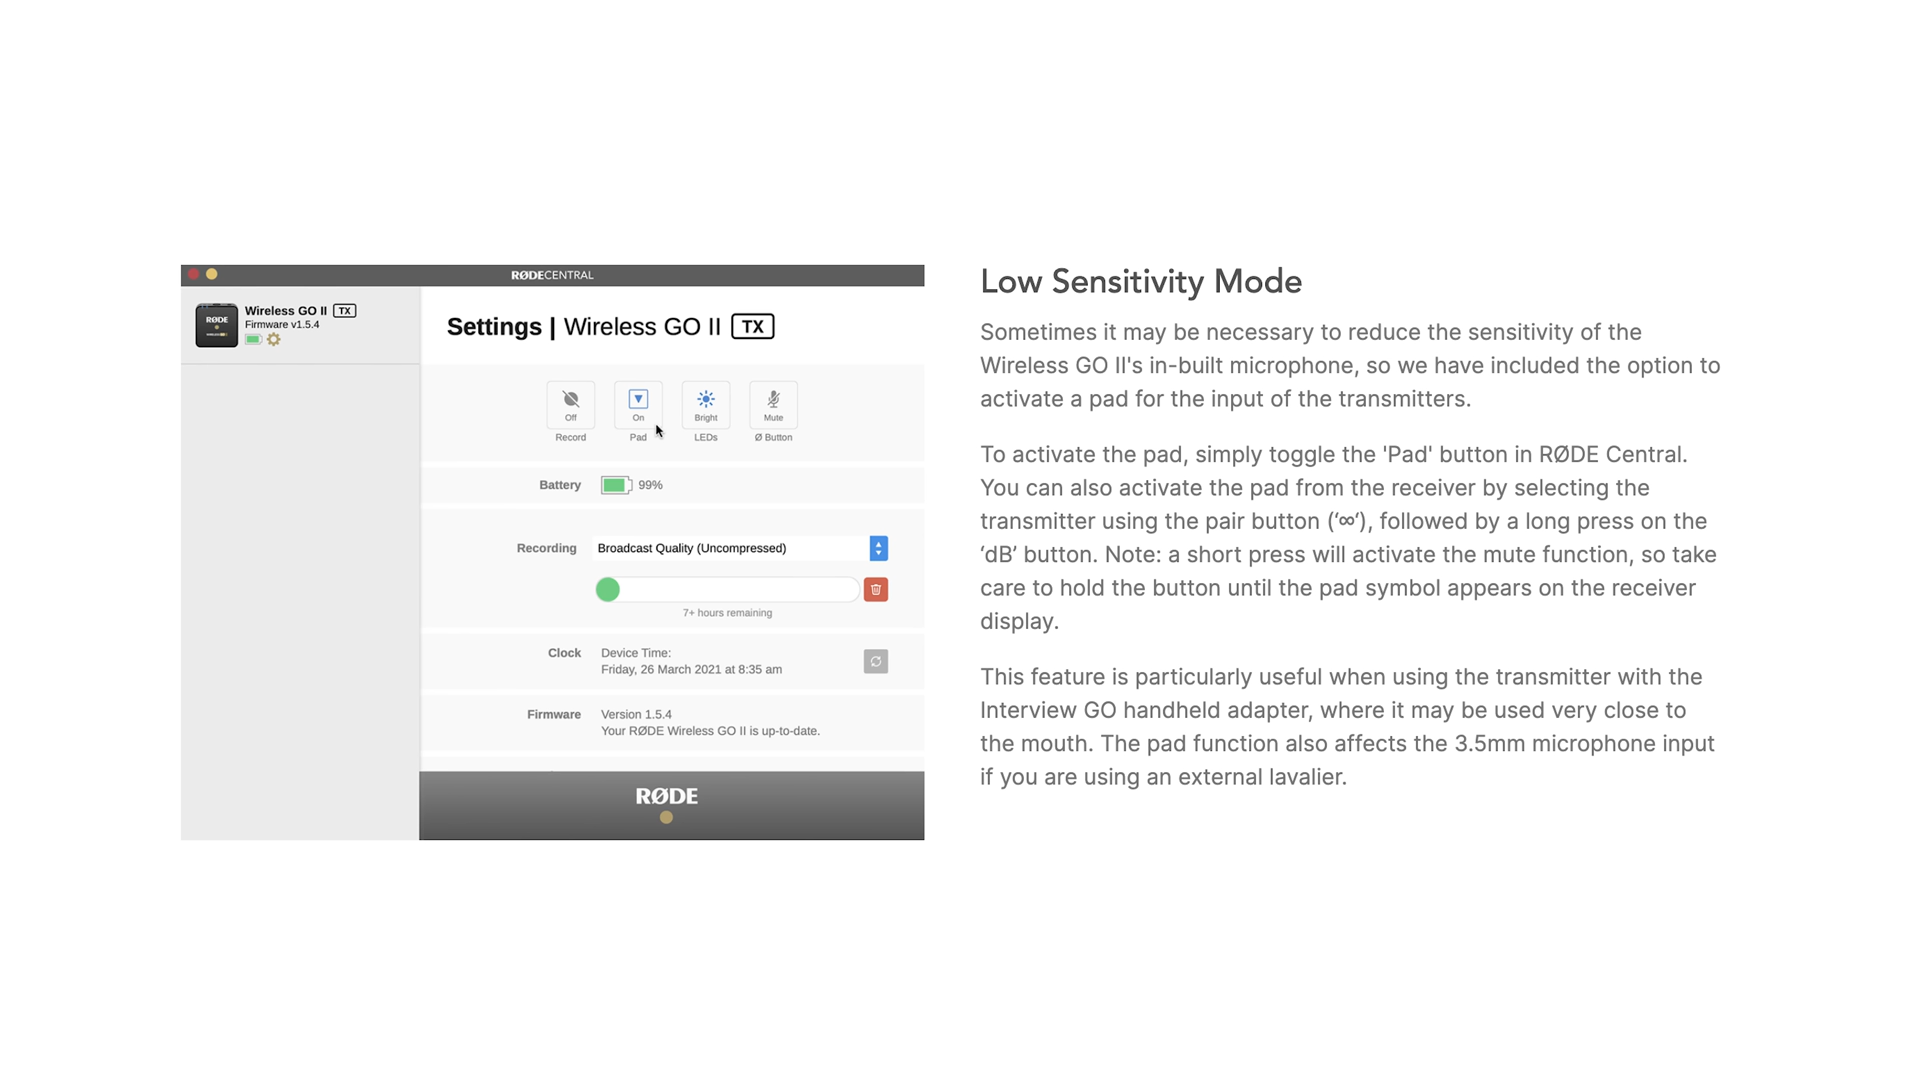 RØDECENTRAL
RØDE
Wireless GO II TX
Firmware v1.5.4
Settings | Wireless GO II TX
Off
On
Bright
Mute
Record
Pad
LEDs
Ø Button
Battery
99%
Recording
Broadcast Quality (Uncompressed)
7+ hours remaining
Clock
Device Time:
Friday, 26 March 2021 at 8:35 am
Firmware
Version 1.5.4
Your RØDE Wireless GO II is up-to-date.
RØDE
Low Sensitivity Mode
Sometimes it may be necessary to reduce the sensitivity of the
Wireless GO II's in-built microphone, so we have included the option to
activate a pad for the input of the transmitters.
To activate the pad, simply toggle the 'Pad' button in RØDE Central.
You can also activate the pad from the receiver by selecting the
transmitter using the pair button (‘∞‘), followed by a long press on the
‘dB’ button. Note: a short press will activate the mute function, so take
care to hold the button until the pad symbol appears on the receiver
display.
This feature is particularly useful when using the transmitter with the
Interview GO handheld adapter, where it may be used very close to
the mouth. The pad function also affects the 3.5mm microphone input
if you are using an external lavalier.